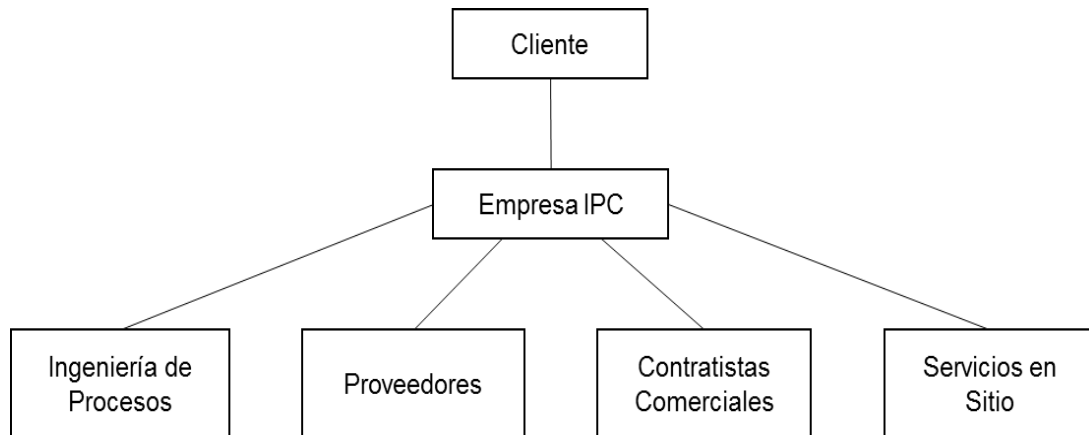 Cliente
Empresa IPC
Ingeniería de
Procesos
Proveedores
Contratistas
Comerciales
Servicios en
Sitio